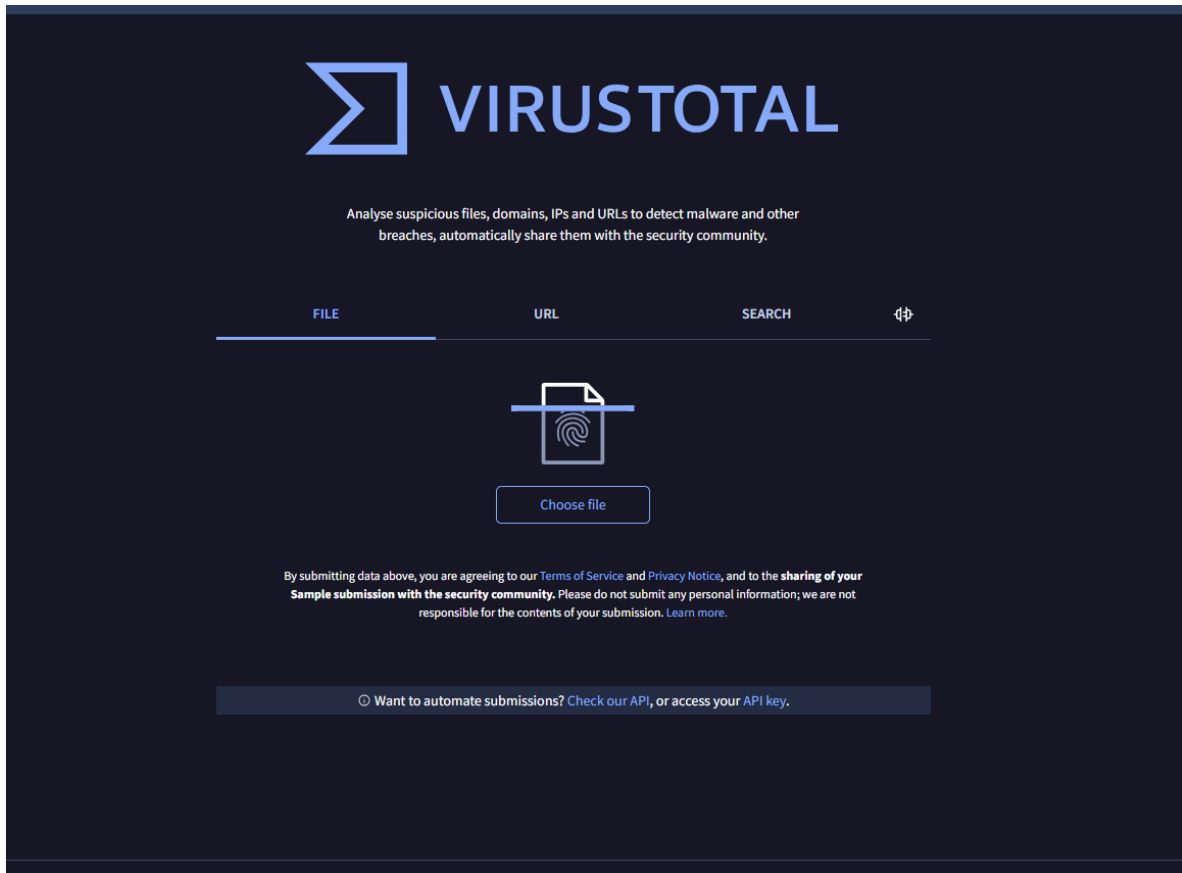 VIRUSTOTAL
Analyse suspicious files, domains, IPs and URLs to detect malware and other
breaches, automatically share them with the security community.
FILE
URL
SEARCH
Choose file
By submitting data above, you are agreeing to our Terms of Service and Privacy Notice, and to the sharing of your
Sample submission with the security community. Please do not submit any personal information; we are not
responsible for the contents of your submission. Learn more.
Want to automate submissions? Check our API, or access your API key.